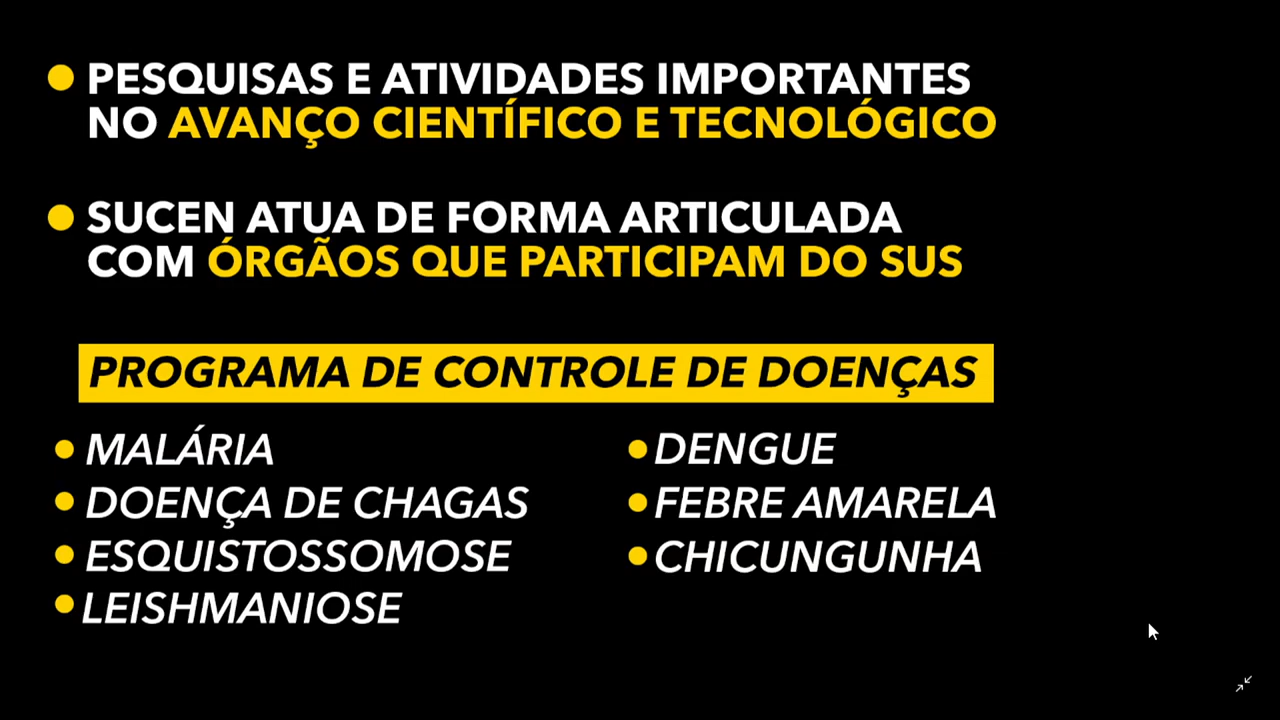 PESQUISAS E ATIVIDADES IMPORTANTES
NO AVANÇO CIENTÍFICO E TECNOLÓGICO
SUCEN ATUA DE FORMA ARTICULADA
COM ÓRGÃOS QUE PARTICIPAM DO SUS
PROGRAMA DE CONTROLE DE DOENÇAS
MALÁRIA
DOENÇA DE CHAGAS
ESQUISTOSSOMOSE
LEISHMANIOSE
DENGUE
FEBRE AMARELA
CHICUNGUNHA